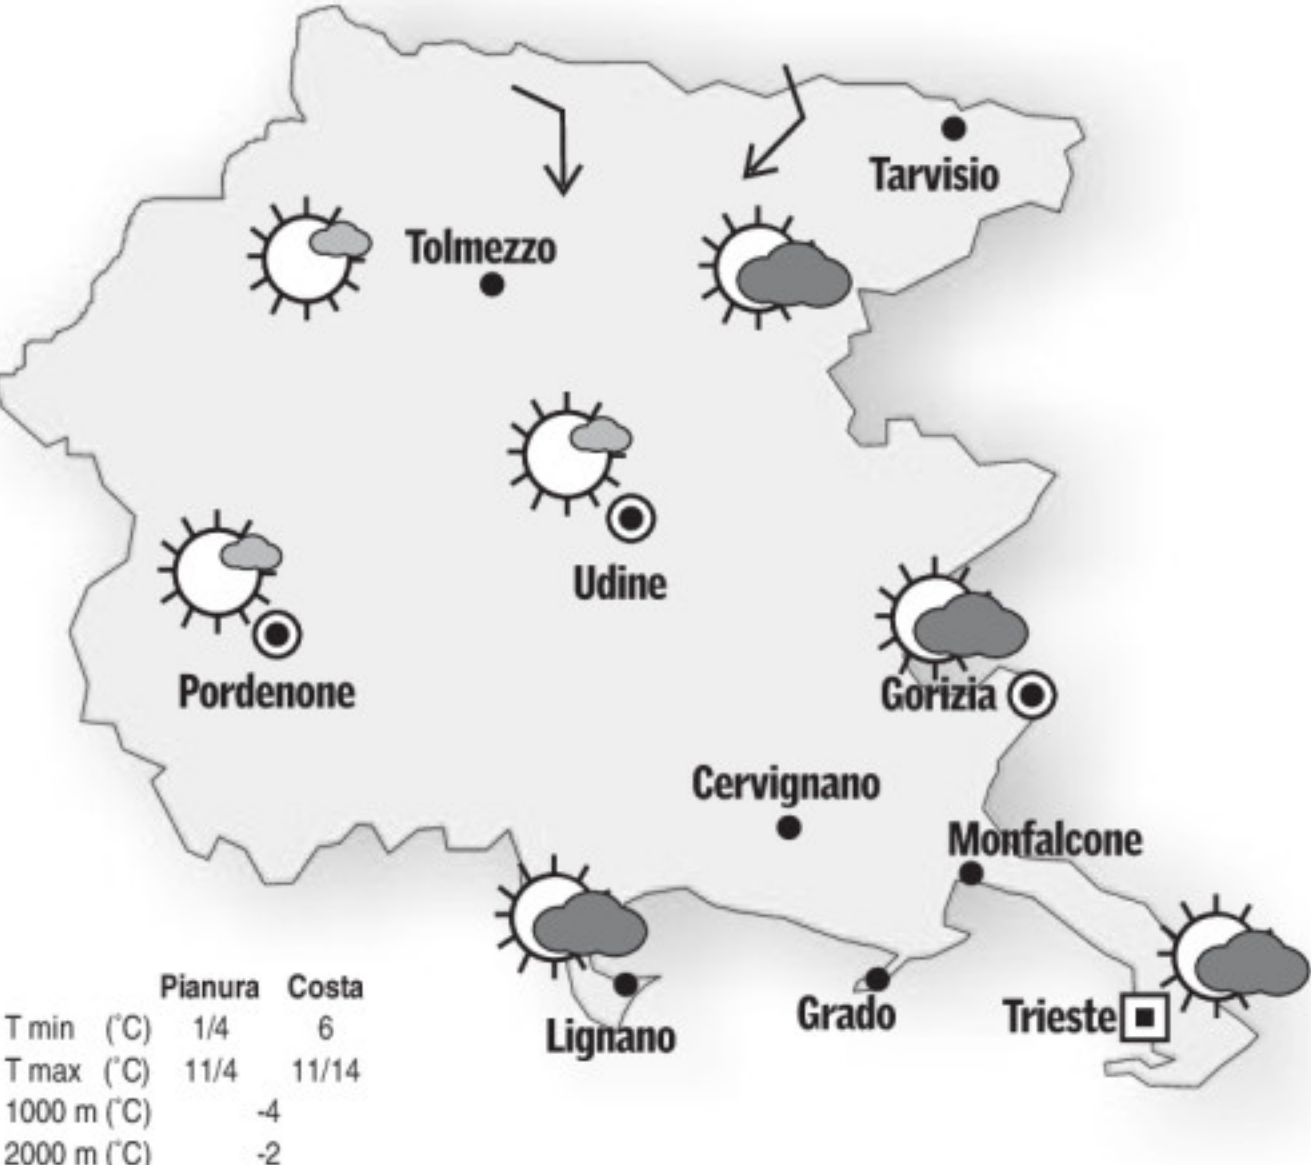 Tarvisio
Tolmezzo
Udine
Pordenone
Gorizia
Cervignano
Monfalcone
Grado
Trieste
Lignano
Pianura Costa
T min (°C) 1/4 6
T max (°C) 11/4 11/14
1000 m (°C) -4
2000 m (°C) -2